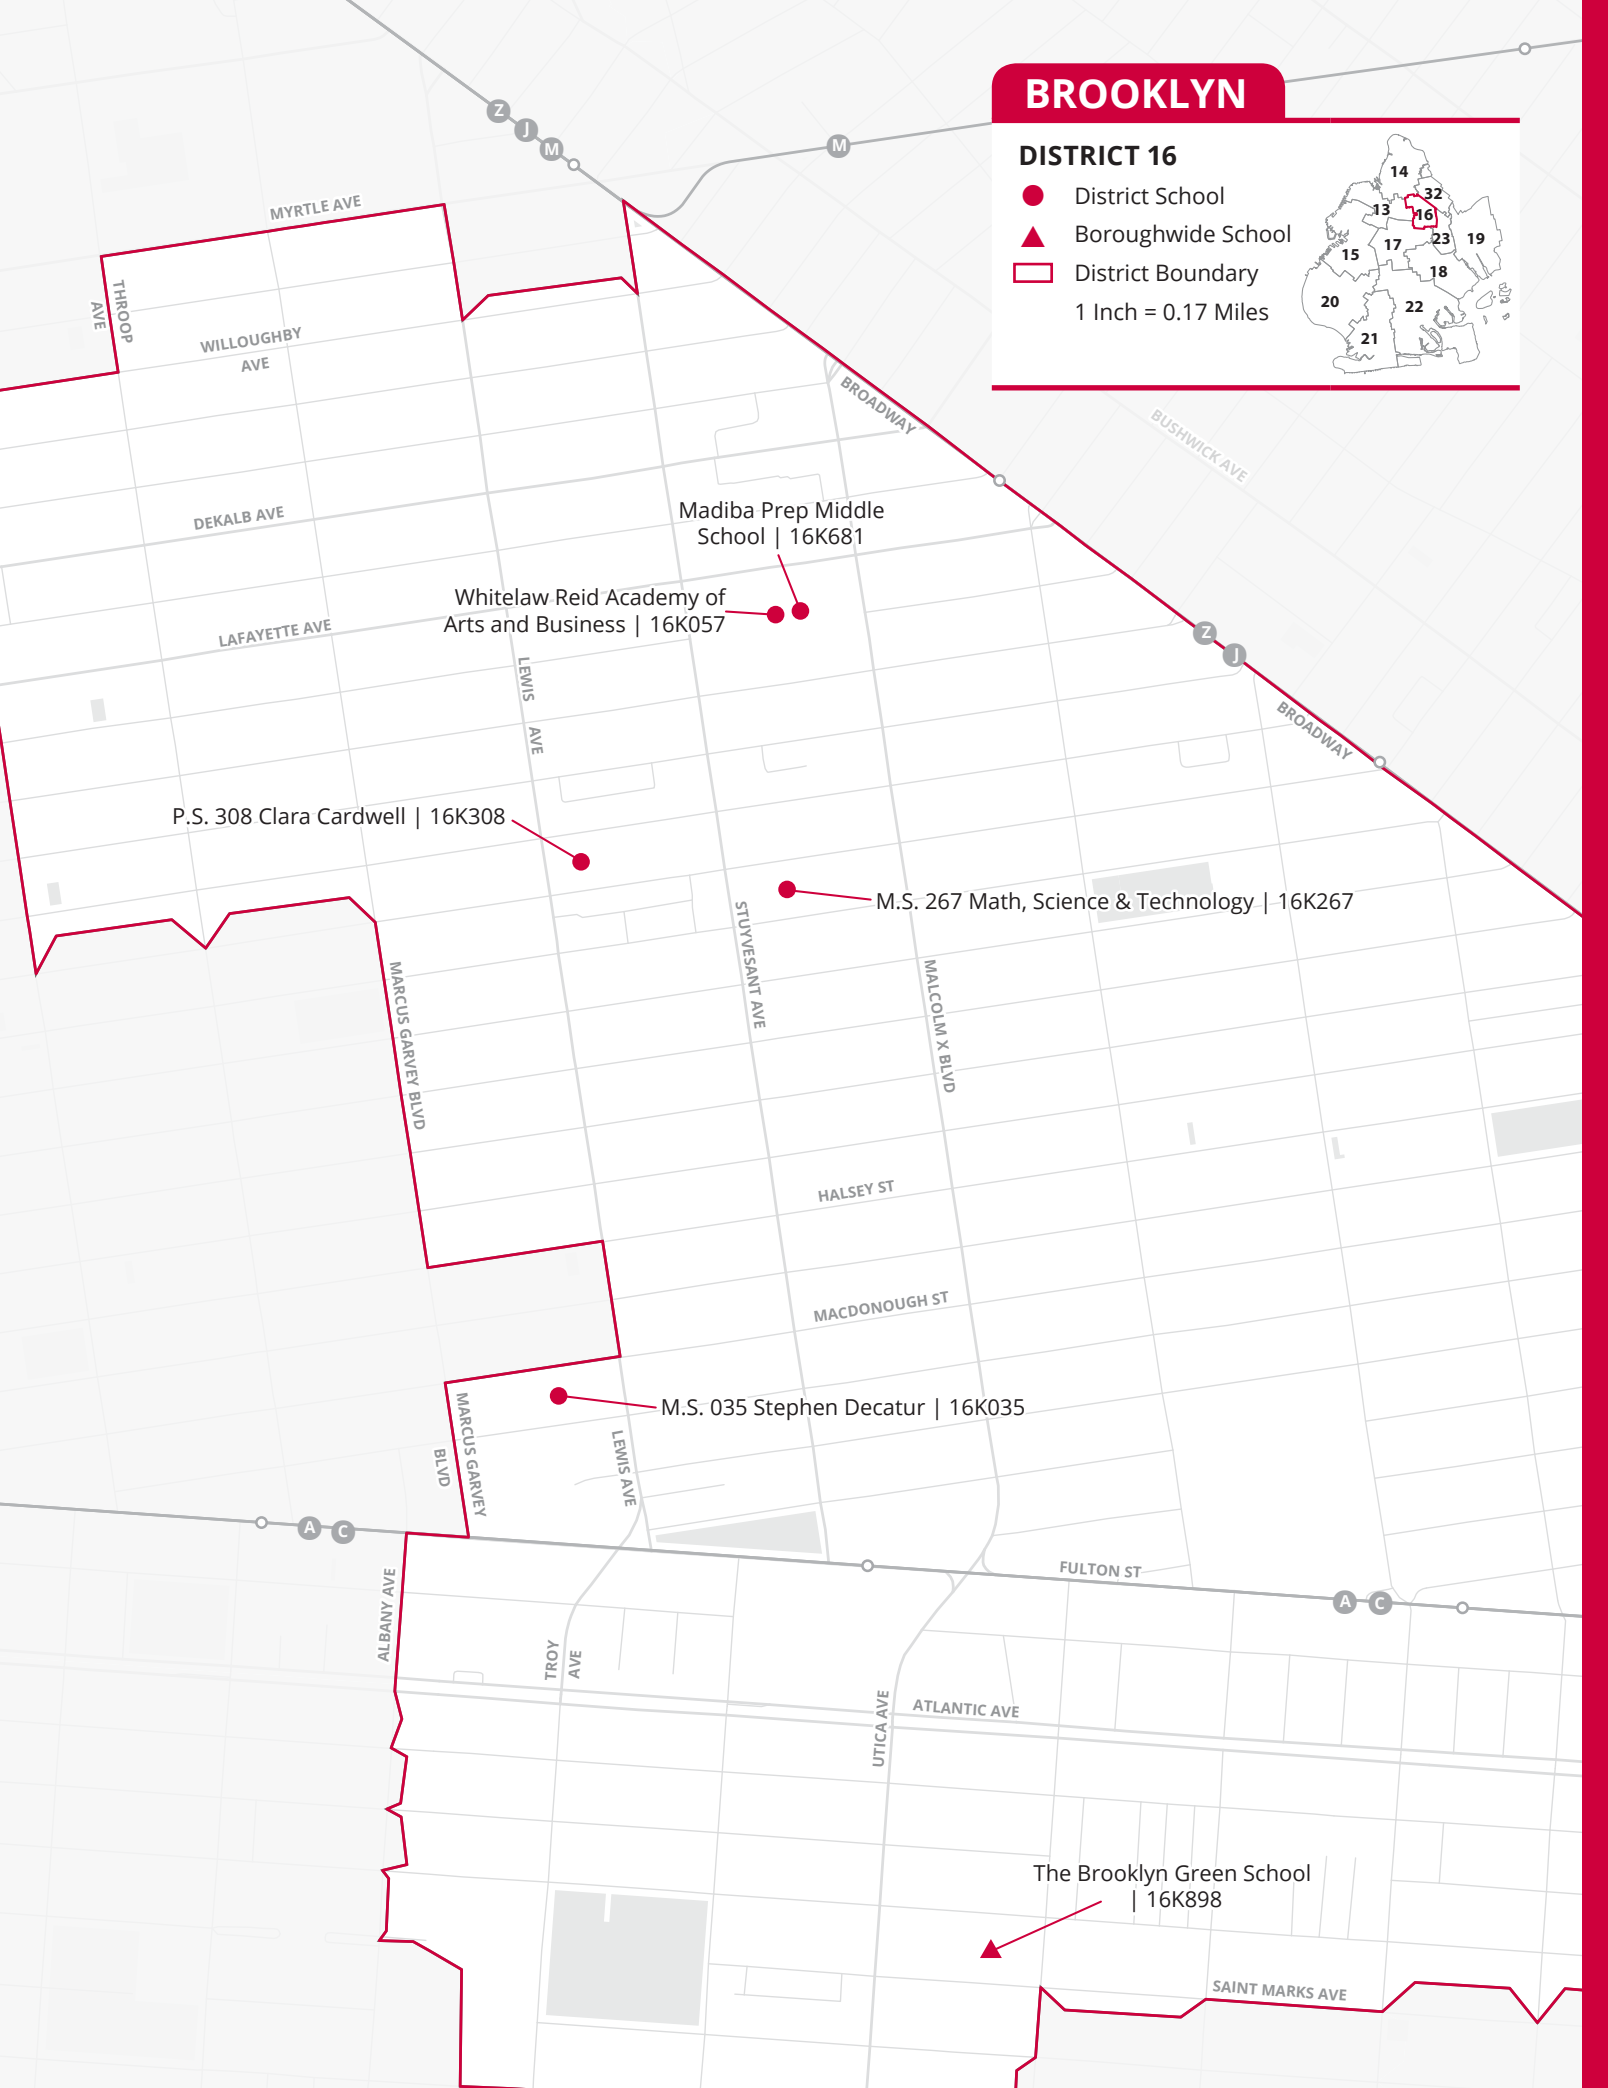 BROOKLYN
DISTRICT 16
District School
Boroughwide School
District Boundary
1 Inch = 0.17 Miles
14
32
13
16
15
17
23
19
18
20
22
21
Z
J
M
M
MYRTLE AVE
THROOP
AVE
WILLOUGHBY
AVE
BROADWAY
BUSHWICK AVE
DEKALB AVE
Madiba Prep Middle
School | 16K681
Whitelaw Reid Academy of
Arts and Business | 16K057
LAFAYETTE AVE
Z
J
LEWIS
AVE
BROADWAY
P.S. 308 Clara Cardwell | 16K308
M.S. 267 Math, Science & Technology | 16K267
STUYVESANT AVE
MARCUS GARVEY BLVD
MALCOLM X BLVD
HALSEY ST
MACDONOUGH ST
M.S. 035 Stephen Decatur | 16K035
MARCUS GARVEY
BLVD
LEWIS AVE
A
C
FULTON ST
A
C
ALBANY AVE
TROY
AVE
UTICA AVE
ATLANTIC AVE
The Brooklyn Green School
| 16K898
SAINT MARKS AVE